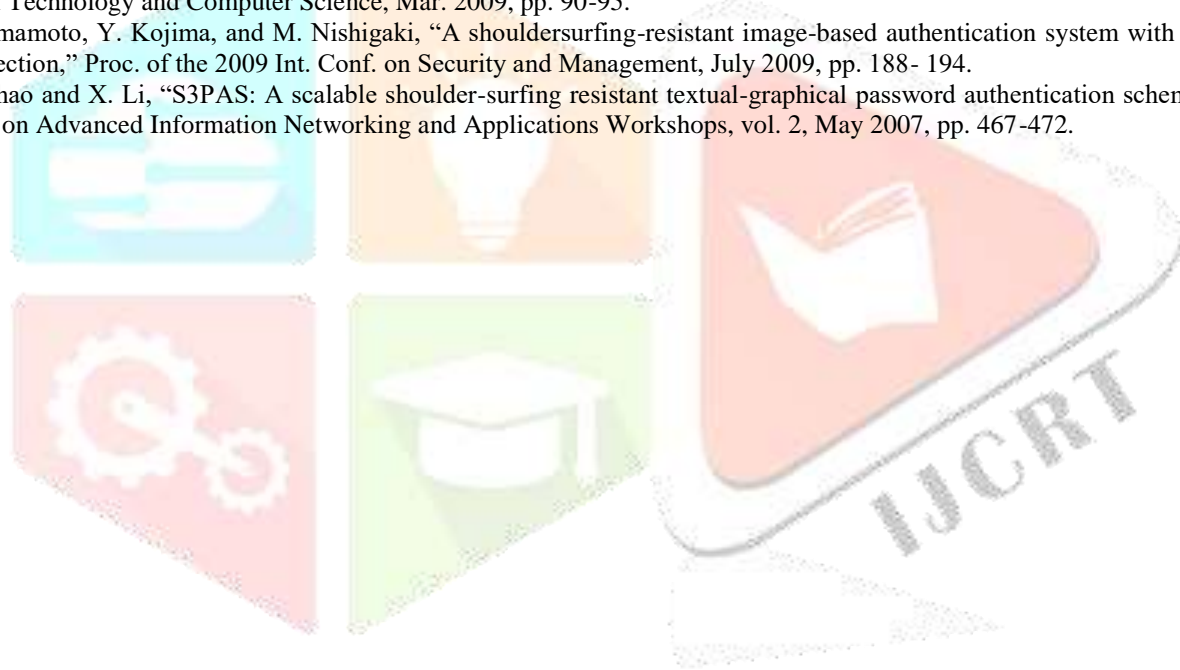 Technology and Computer Science, Mar. 2009, pp. 90-95.
mamoto, Y. Kojima, and M. Nishigaki, “A shouldersurfing-resistant image-based authentication system with
ection,” Proc. of the 2009 Int. Conf. on Security and Management, July 2009, pp. 188- 194.
hao and X. Li, “S3PAS: A scalable shoulder-surfing resistant textual-graphical password authentication schem
on Advanced Information Networking and Applications Workshops, vol. 2, May 2007, pp. 467-472.
IJCRT